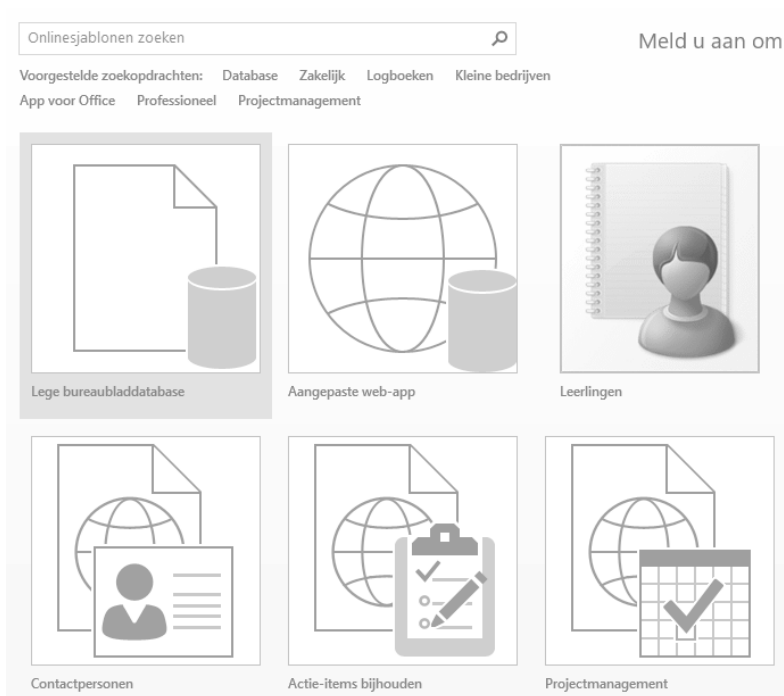 Onlinesjablonen zoeken
Meld u aan om
Voorgestelde zoekopdrachten: Database Zakelijk Logboeken Kleine bedrijven
App voor Office Professioneel Projectmanagement
Lege bureaubladdatabase
Aangepaste web-app
Leerlingen
Contactpersonen
Actie-items bijhouden
Projectmanagement